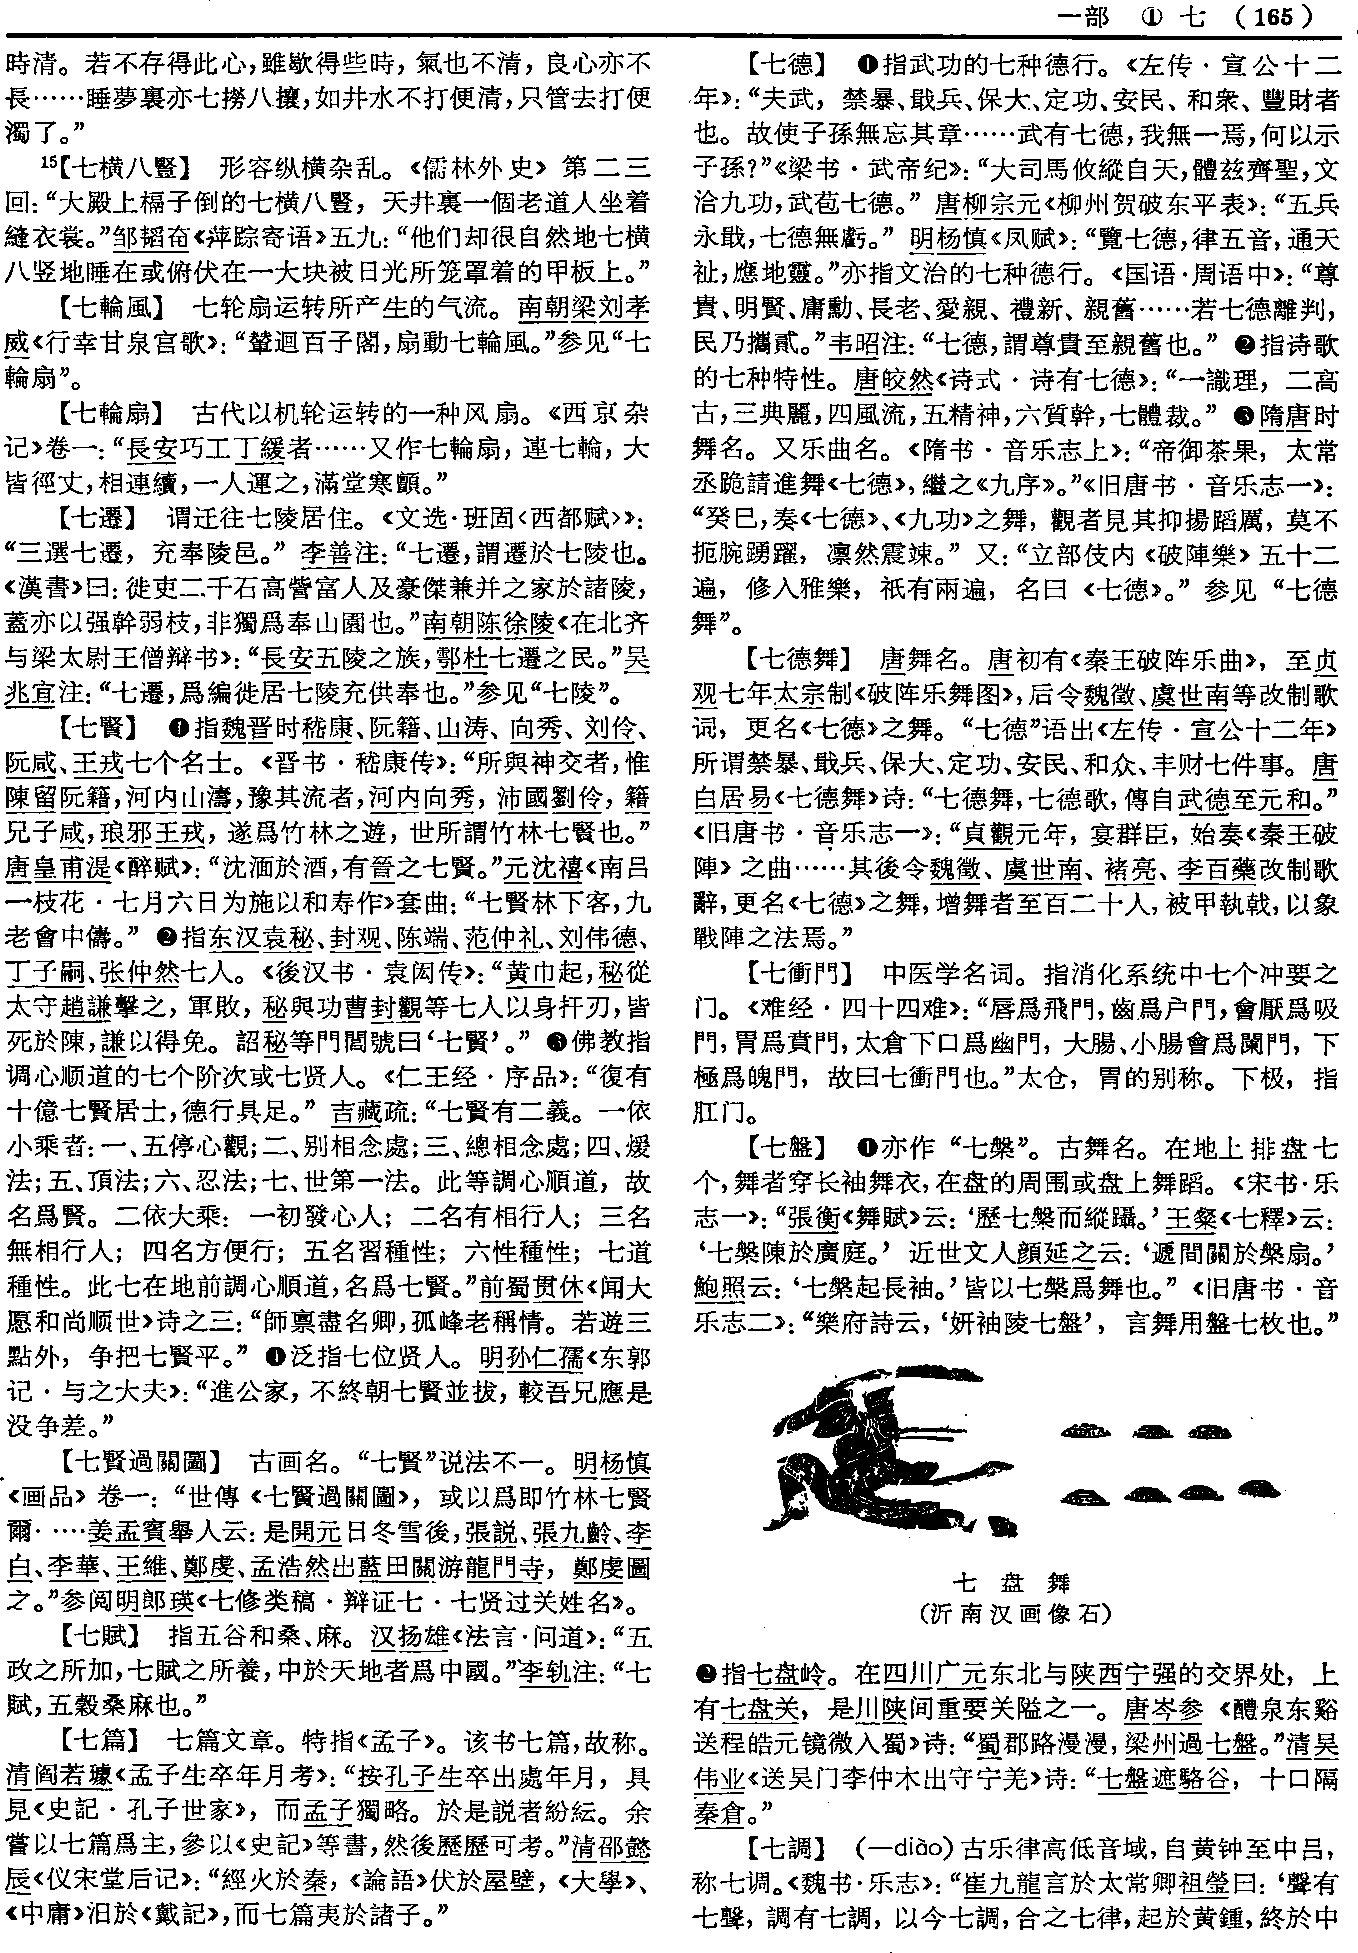 一部 ① 七 (165)
時清。若不存得此心,雖歇得些時,氣也不清,良心亦不
長……睡夢裏亦七撈八攘,如井水不打便清,只管去打便
濁了。”
15【七横八豎】 形容纵横杂乱。《儒林外史》第二三
回:“大殿上槅子倒的七横八豎, 天井裏一個老道人坐着
縫衣裳。”邹韬奋《萍踪寄语》五九:“他们却很自然地七横
八竖地睡在或俯伏在一大块被日光所笼罩着的甲板上。”
【七輪風】 七轮扇运转所产生的气流。南朝梁刘孝
威《行幸甘泉宫歌》:“輦迴百子閣,扇動七輪風。”参见“七
輪扇”。
【七輪扇】 古代以机轮运转的一种风扇。《西京杂
记》卷一:“長安巧工丁緩者……又作七輪扇,連七輪,大
皆徑丈,相連續,一人運之,滿堂寒顫。”
【七遷】 谓迁往七陵居住。《文选·班固〈西都赋〉》:
“三選七遷, 充奉陵邑。”李善注:“七遷,謂遷於七陵也。
《漢書》曰:徙吏二千石高訾富人及豪傑兼并之家於諸陵,
蓋亦以强幹弱枝,非獨爲奉山園也。”南朝陈徐陵《在北齐
与梁太尉王僧辩书》:“長安五陵之族,鄠杜七遷之民。”吴
兆宜注:“七遷,爲編徙居七陵充供奉也。”参见“七陵”。
【七賢】 ❶指魏晋时嵇康、阮籍、山涛、向秀、刘伶、
阮咸、王戎七个名士。《晋书·嵇康传》:“所與神交者,惟
陳留阮籍,河内山濤,豫其流者,河内向秀,沛國劉伶,籍
兄子咸,琅邪王戎,遂爲竹林之遊,世所謂竹林七賢也。”
唐皇甫湜《醉赋》:“沈湎於酒,有晉之七賢。”元沈禧《南吕
一枝花·七月六日为施以和寿作》套曲:“七賢林下客,九
老會中儔。”❷指东汉袁秘、封观、陈端、范仲礼、刘伟德、
丁子嗣、张仲然七人。《後汉书·袁闳传》:“黄巾起,秘從
太守趙謙擊之,軍敗,秘與功曹封觀等七人以身扞刃,皆
死於陳,謙以得免。詔秘等門閭號曰‘七賢’。”❸佛教指
调心顺道的七个阶次或七贤人。《仁王经·序品》:“復有
十億七賢居士,德行具足。”吉藏疏:“七賢有二義。一依
小乘者:一、五停心觀;二、别相念處;三、總相念處;四、煖
法;五、頂法;六、忍法;七、世第一法。此等調心順道,故
名爲賢。二依大乘:一初發心人;二名有相行人;三名
無相行人;四名方便行;五名習種性;六性種性;七道
種性。此七在地前調心順道,名爲七賢。”前蜀贯休《闻大
愿和尚顺世》诗之三:“師禀盡名卿,孤峰老稱情。若遊三
點外,争把七賢平。”❹泛指七位贤人。明孙仁孺《东郭
记·与之大夫》:“進公家,不終朝七賢並拔,較吾兄應是
没争差。”
【七賢過關圖】 古画名。“七賢”说法不一。明杨慎
《画品》卷一:“世傳《七賢過關圖》,或以爲即竹林七賢
爾……姜孟賓舉人云:是開元日冬雪後,張説、張九齡、李
白、李華、王維、鄭虔、孟浩然出藍田關游龍門寺,鄭虔圖
之。”参阅明郎瑛《七修类稿·辩证七·七贤过关姓名》。
【七賦】 指五谷和桑、麻。汉扬雄《法言·问道》:“五
政之所加,七賦之所養,中於天地者爲中國。”李轨注:“七
賦,五穀桑麻也。”
【七篇】 七篇文章。特指《孟子》。该书七篇,故称。
清阎若璩《孟子生卒年月考》:“按孔子生卒出處年月,具
見《史記·孔子世家》,而孟子獨略。於是説者紛紜。余
嘗以七篇爲主,參以《史記》等書,然後歷歷可考。”清邵懿
辰《仪宋堂后记》:“經火於秦,《論語》伏於屋壁,《大學》、
《中庸》汨於《戴記》,而七篇夷於諸子。”
【七德】 ❶指武功的七种德行。《左传·宣公十二
年》:“夫武,禁暴、戢兵、保大、定功、安民、和衆、豐財者
也。故使子孫無忘其章……武有七德,我無一焉,何以示
子孫?”《梁书·武帝纪》:“大司馬攸縱自天,體兹齊聖,文
洽九功,武苞七德。”唐柳宗元《柳州贺破东平表》:“五兵
永戢,七德無虧。”明杨慎《凤赋》:“覽七德,律五音,通天
祉,應地靈。”亦指文治的七种德行。《国语·周语中》:“尊
貴、明賢、庸勳、長老、愛親、禮新、親舊……若七德離判,
民乃攜貳。”韦昭注:“七德,謂尊貴至親舊也。”❷指诗歌
的七种特性。唐皎然《诗式·诗有七德》:“一識理,二高
古,三典麗,四風流,五精神,六質幹,七體裁。”❸隋唐时
舞名。又乐曲名。《隋书·音乐志上》:“帝御茶果,太常
丞跪請進舞《七德》,繼之《九序》。”《旧唐书·音乐志一》:
“癸巳,奏《七德》、《九功》之舞,觀者見其抑揚蹈厲,莫不
扼腕踴躍,凛然震竦。”又:“立部伎内《破陣樂》五十二
遍,修入雅樂,祇有兩遍,名曰《七德》。”参见“七德
舞”。
【七德舞】 唐舞名。唐初有《秦王破阵乐曲》,至贞
观七年太宗制《破阵乐舞图》,后令魏徵、虞世南等改制歌
词,更名《七德》之舞。“七德”语出《左传·宣公十二年》
所谓禁暴、戢兵、保大、定功、安民、和众、丰财七件事。唐
白居易《七德舞》诗:“七德舞,七德歌,傳自武德至元和。”
《旧唐书·音乐志一》:“貞觀元年,宴群臣,始奏《秦王破
陣》之曲……其後令魏徵、虞世南、褚亮、李百藥改制歌
辭,更名《七德》之舞,增舞者至百二十人,被甲執戟,以象
戰陣之法焉。”
【七衝門】 中医学名词。指消化系统中七个冲要之
门。《难经·四十四难》:“唇爲飛門,齒爲户門,會厭爲吸
門,胃爲賁門,太倉下口爲幽門,大腸、小腸會爲闌門,下
極爲魄門,故曰七衝門也。”太仓,胃的别称。下极,指
肛门。
【七盤】 ❶亦作“七槃”。古舞名。在地上排盘七
个,舞者穿长袖舞衣,在盘的周围或盘上舞蹈。《宋书·乐
志一》:“張衡《舞賦》云:‘歷七槃而縱躡。’王粲《七釋》云:
‘七槃陳於廣庭。’近世文人顔延之云:‘遞間關於槃扇。’
鮑照云:‘七槃起長袖。’皆以七槃爲舞也。”《旧唐书·音
乐志二》:“樂府詩云,‘妍袖陵七盤’,言舞用盤七枚也。”
七盘舞
(沂南汉画像石)
❷指七盘岭。在四川广元东北与陕西宁强的交界处,上
有七盘关,是川陕间重要关隘之一。唐岑参《醴泉东谿
送程皓元镜微入蜀》诗:“蜀郡路漫漫,梁州過七盤。”清吴
伟业《送吴门李仲木出守宁羌》诗:“七盤遮駱谷,十口隔
秦倉。”
【七調】 (—diào)古乐律高低音域,自黄钟至中吕,
称七调。《魏书·乐志》:“崔九龍言於太常卿祖瑩曰:‘聲有
七聲,調有七調,以今七調,合之七律,起於黄鍾,終於中